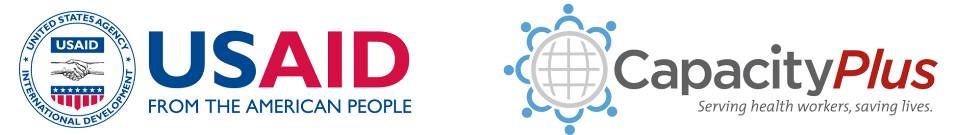 UNITED STATES AGENCY
USAID
INTERNATIONAL DEVELOPMENT
USAID
FROM THE AMERICAN PEOPLE
CapacityPlus
Serving health workers, saving lives.